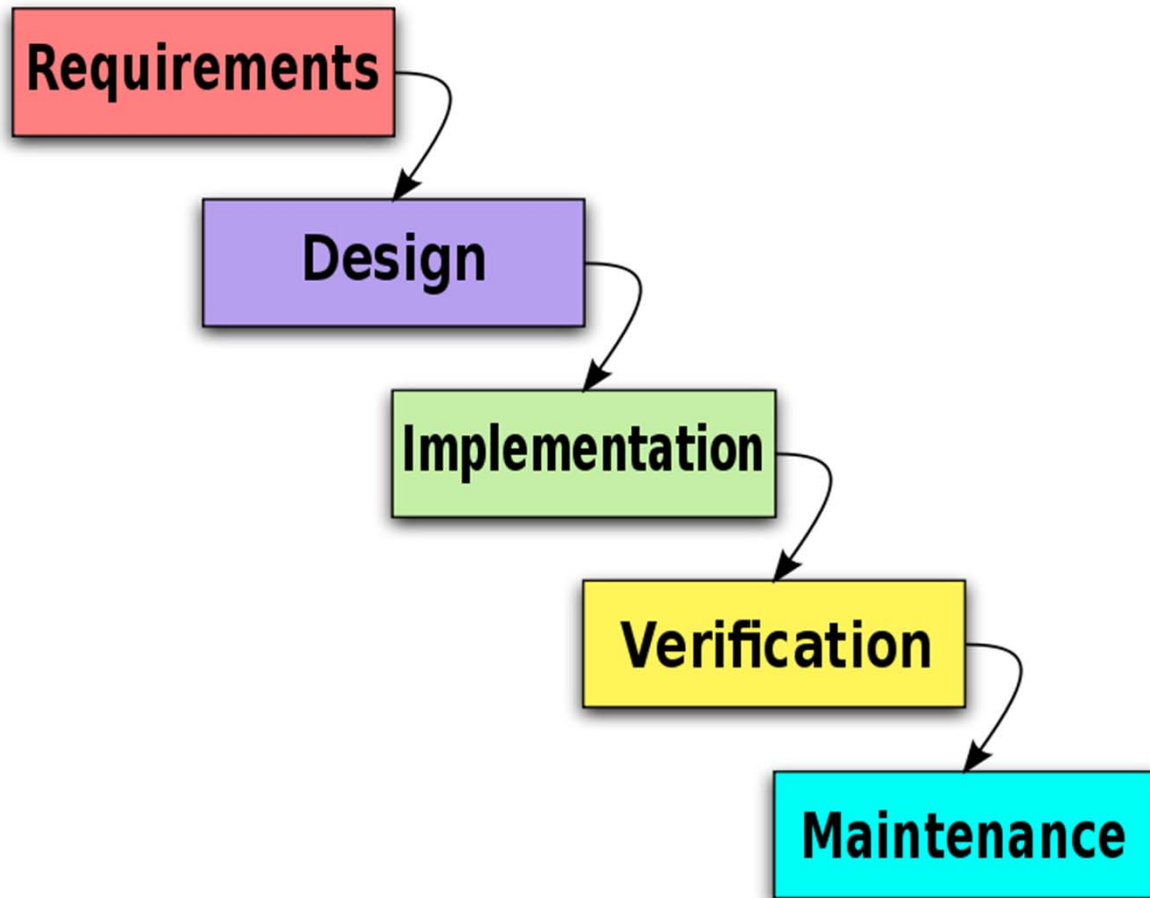 Requirements
Design
Implementation
Verification
Maintenance